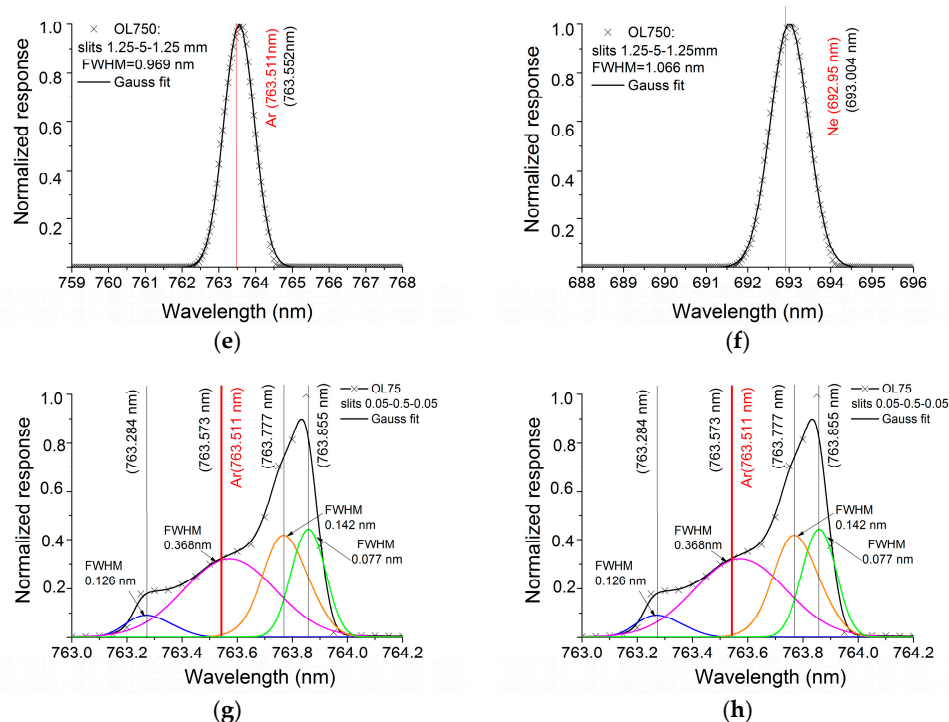 1.0
0.8
0.6
0.4
0.2
Normalized response
× OL750:
slits 1.25-5-1.25 mm
FWHM=0.969 nm
Gauss fit
Ar (763.511nm)
(763.552nm)
759 760 761 762 763 764 765 766 767 768
Wavelength (nm)
(e)
1.0
0.8
0.6
0.4
0.2
Normalized response
× OL750:
slits 1.25-5-1.25mm
FWHM=1.066 nm
Gauss fit
Ne (692.95 nm)
(693.004 nm)
688 689 690 691 692 693 694 695 696
Wavelength (nm)
(f)
1.0
0.8
0.6
0.4
0.2
0.0
Normalized response
(763.284 nm)
(763.573 nm)
Ar(763.511 nm)
(763.777 nm)
(763.855 nm)
OL75
slits 0.05-0.5-0.05
Gauss fit
FWHM
0.126 nm
FWHM
0.368nm
FWHM
0.142 nm
FWHM
0.077 nm
763.0 763.2 763.4 763.6 763.8 764.0 764.2
Wavelength (nm)
(g)
1.0
0.8
0.6
0.4
0.2
0.0
Normalized response
(763.284 nm)
(763.573 nm)
Ar(763.511 nm)
(763.777 nm)
(763.855 nm)
OL75
slits 0.05-0.5-0.05
Gauss fit
FWHM
0.126 nm
FWHM
0.368nm
FWHM
0.142 nm
FWHM
0.077 nm
763.0 763.2 763.4 763.6 763.8 764.0 764.2
Wavelength (nm)
(h)